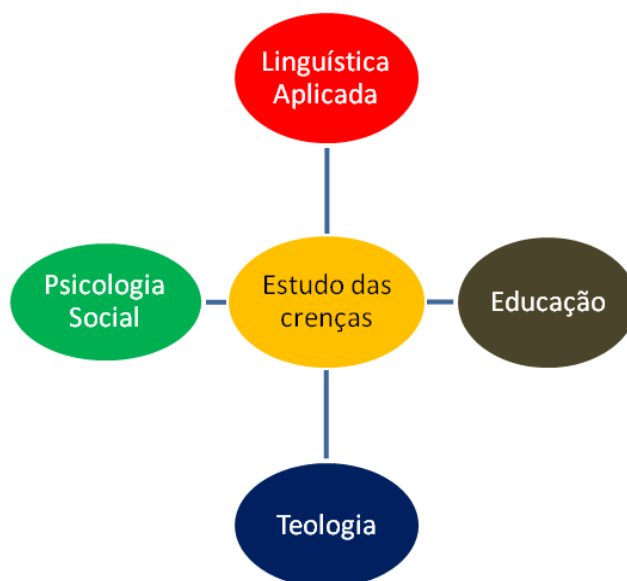 Linguística
Aplicada
Psicologia
Social
Estudo das
crenças
Educação
Teologia